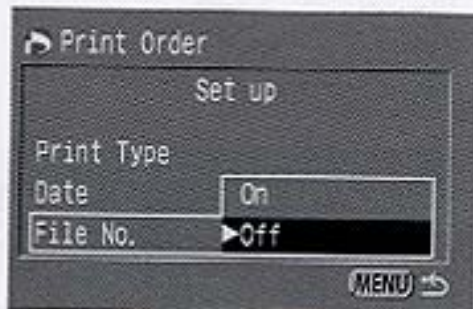 Print Order
Set up
Print Type
Date On
File No. Off
MENU